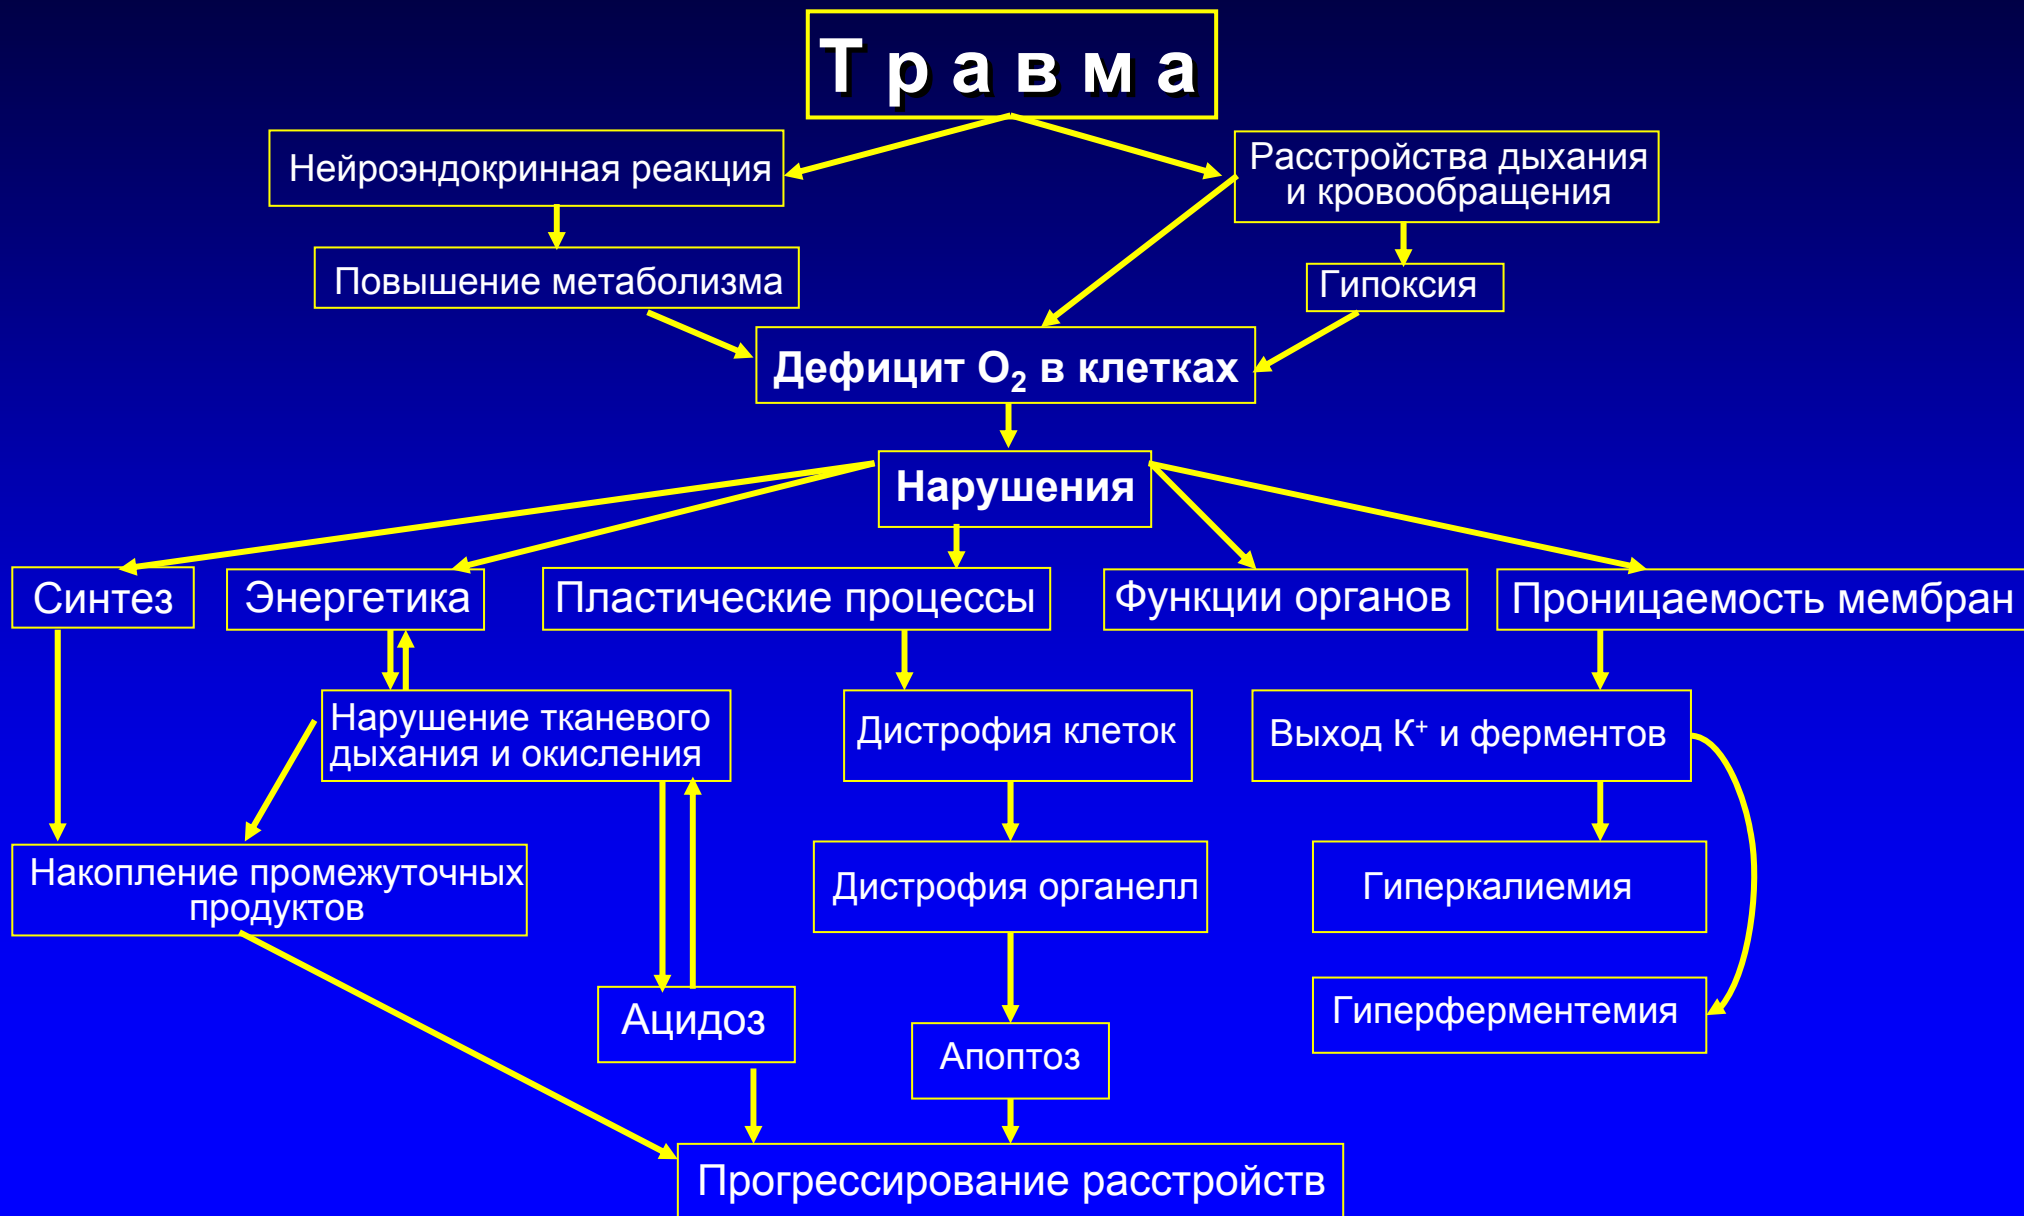 Травма
Нейроэндокринная реакция
Расстройства дыхания
и кровообращения
Повышение метаболизма
Гипоксия
Дефицит O₂ в клетках
Нарушения
Синтез
Энергетика
Пластические процессы
Функции органов
Проницаемость мембран
Нарушение тканевого
дыхания и окисления
Дистрофия клеток
Выход К⁺ и ферментов
Накопление промежуточных
продуктов
Дистрофия органелл
Гиперкалиемия
Ацидоз
Гиперферментемия
Апоптоз
Прогрессирование расстройств